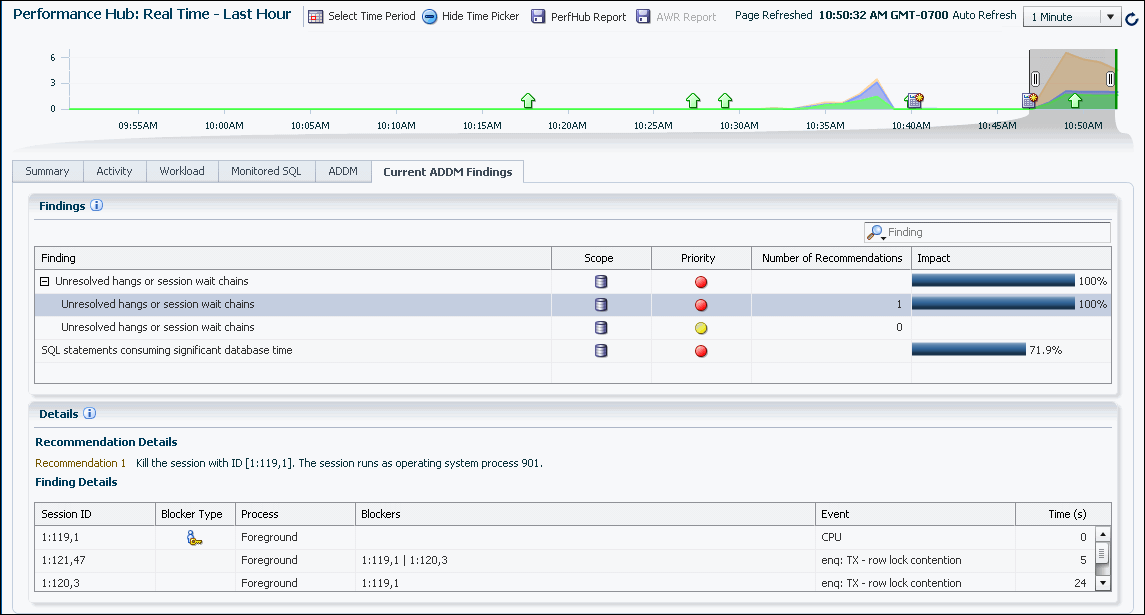 Performance Hub: Real Time - Last Hour Select Time Period Hide Time Picker PerfHub Report AWR Report Page Refreshed 10:50:32 AM GMT-0700 Auto Refresh 1 Minute
6
3
0
09:55AM 10:00AM 10:05AM 10:10AM 10:15AM 10:20AM 10:25AM 10:30AM 10:35AM 10:40AM 10:45AM 10:50AM
Summary Activity Workload Monitored SQL ADDM Current ADDM Findings
Findings
Finding
Finding Scope Priority Number of Recommendations Impact
Unresolved hangs or session wait chains 100%
Unresolved hangs or session wait chains 1 100%
Unresolved hangs or session wait chains 0
SQL statements consuming significant database time 71.9%
Details
Recommendation Details
Recommendation 1 Kill the session with ID [1:119,1]. The session runs as operating system process 901.
Finding Details
Session ID Blocker Type Process Blockers Event Time (s)
1:119,1 Foreground CPU 0
1:121,47 Foreground 1:119,1 | 1:120,3 enq: TX - row lock contention 5
1:120,3 Foreground 1:119,1 enq: TX - row lock contention 24